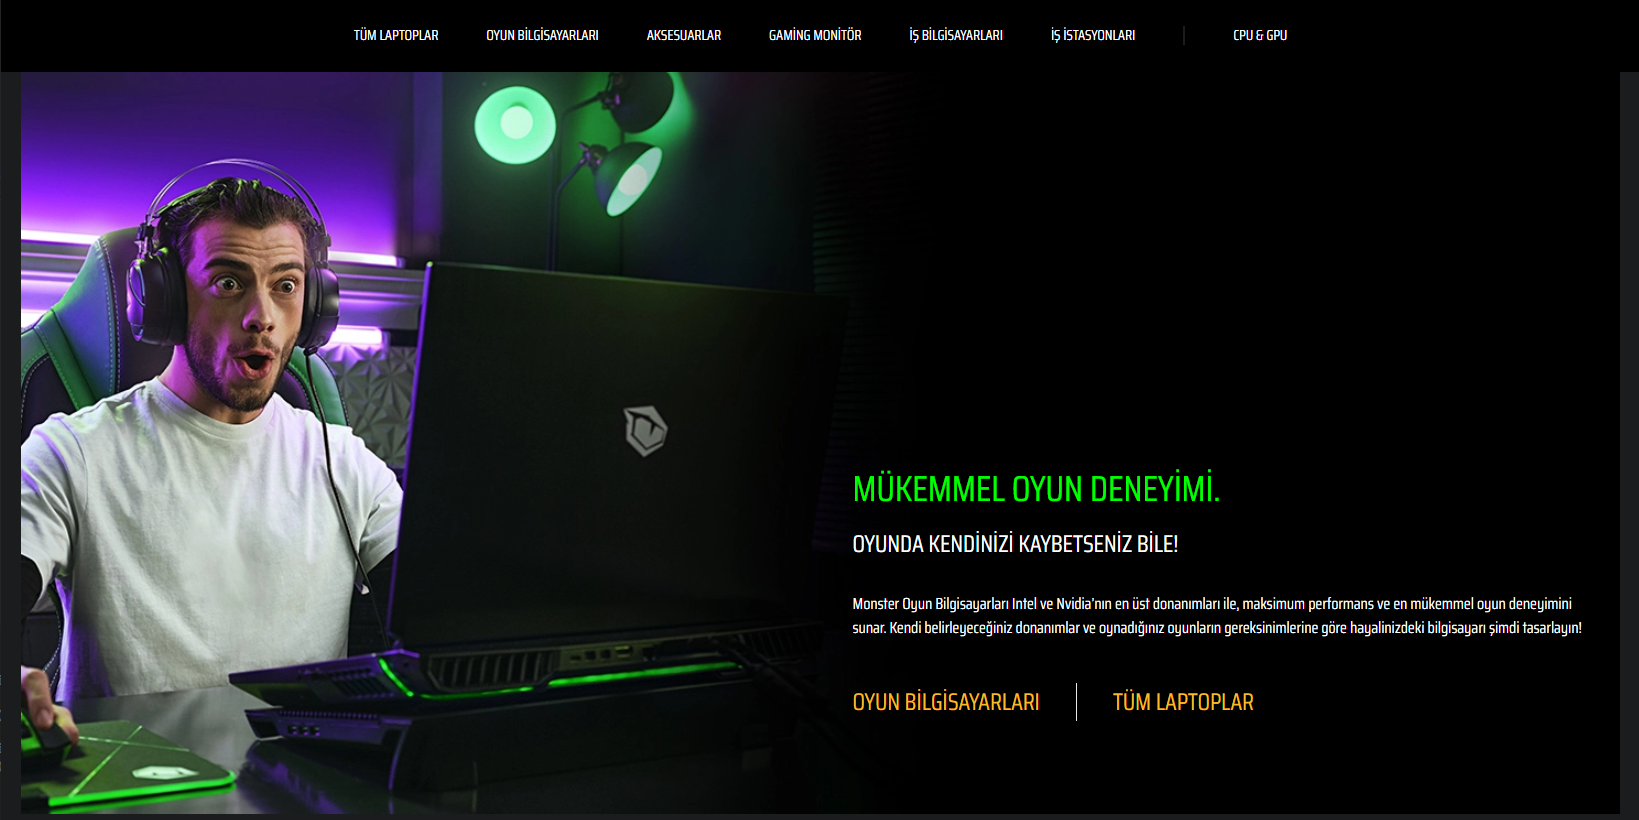 TÜM LAPTOPLAR OYUN BİLGİSAYARLARI AKSESUARLAR GAMİNG MONİTÖR İŞ BİLGİSAYARLARI İŞ İSTASYONLARI CPU & GPU
MÜKEMMEL OYUN DENEYİMİ.
OYUNDA KENDİNİZİ KAYBETSENİZ BİLE!
Monster Oyun Bilgisayarları Intel ve Nvidia'nın en üst donanımları ile, maksimum performans ve en mükemmel oyun deneyimini
sunar. Kendi belirleyeceğiniz donanımlar ve oynadığınız oyunların gereksinimlerine göre hayalinizdeki bilgisayarı şimdi tasarlayın!
OYUN BİLGİSAYARLARI TÜM LAPTOPLAR